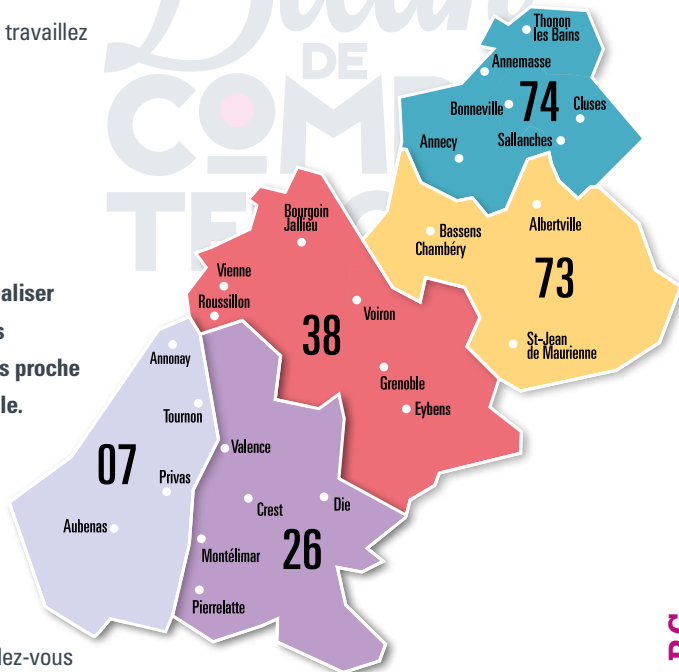 travaillez
Bilan
DE
COMP
TE
Thonon
les Bains
Annemasse
74
Bonneville
Cluses
Annecy
Sallanches
Bourgoin
Jallieu
Bassens
Chambéry
Albertville
73
Vienne
Roussillon
Voiron
38
St-Jean
de Maurienne
Grenoble
Eybens
aliser
s
s proche
le.
Annonay
Tournon
07
Privas
Aubenas
Valence
Crest
Die
26
Montélimar
Pierrelatte
dez-vous